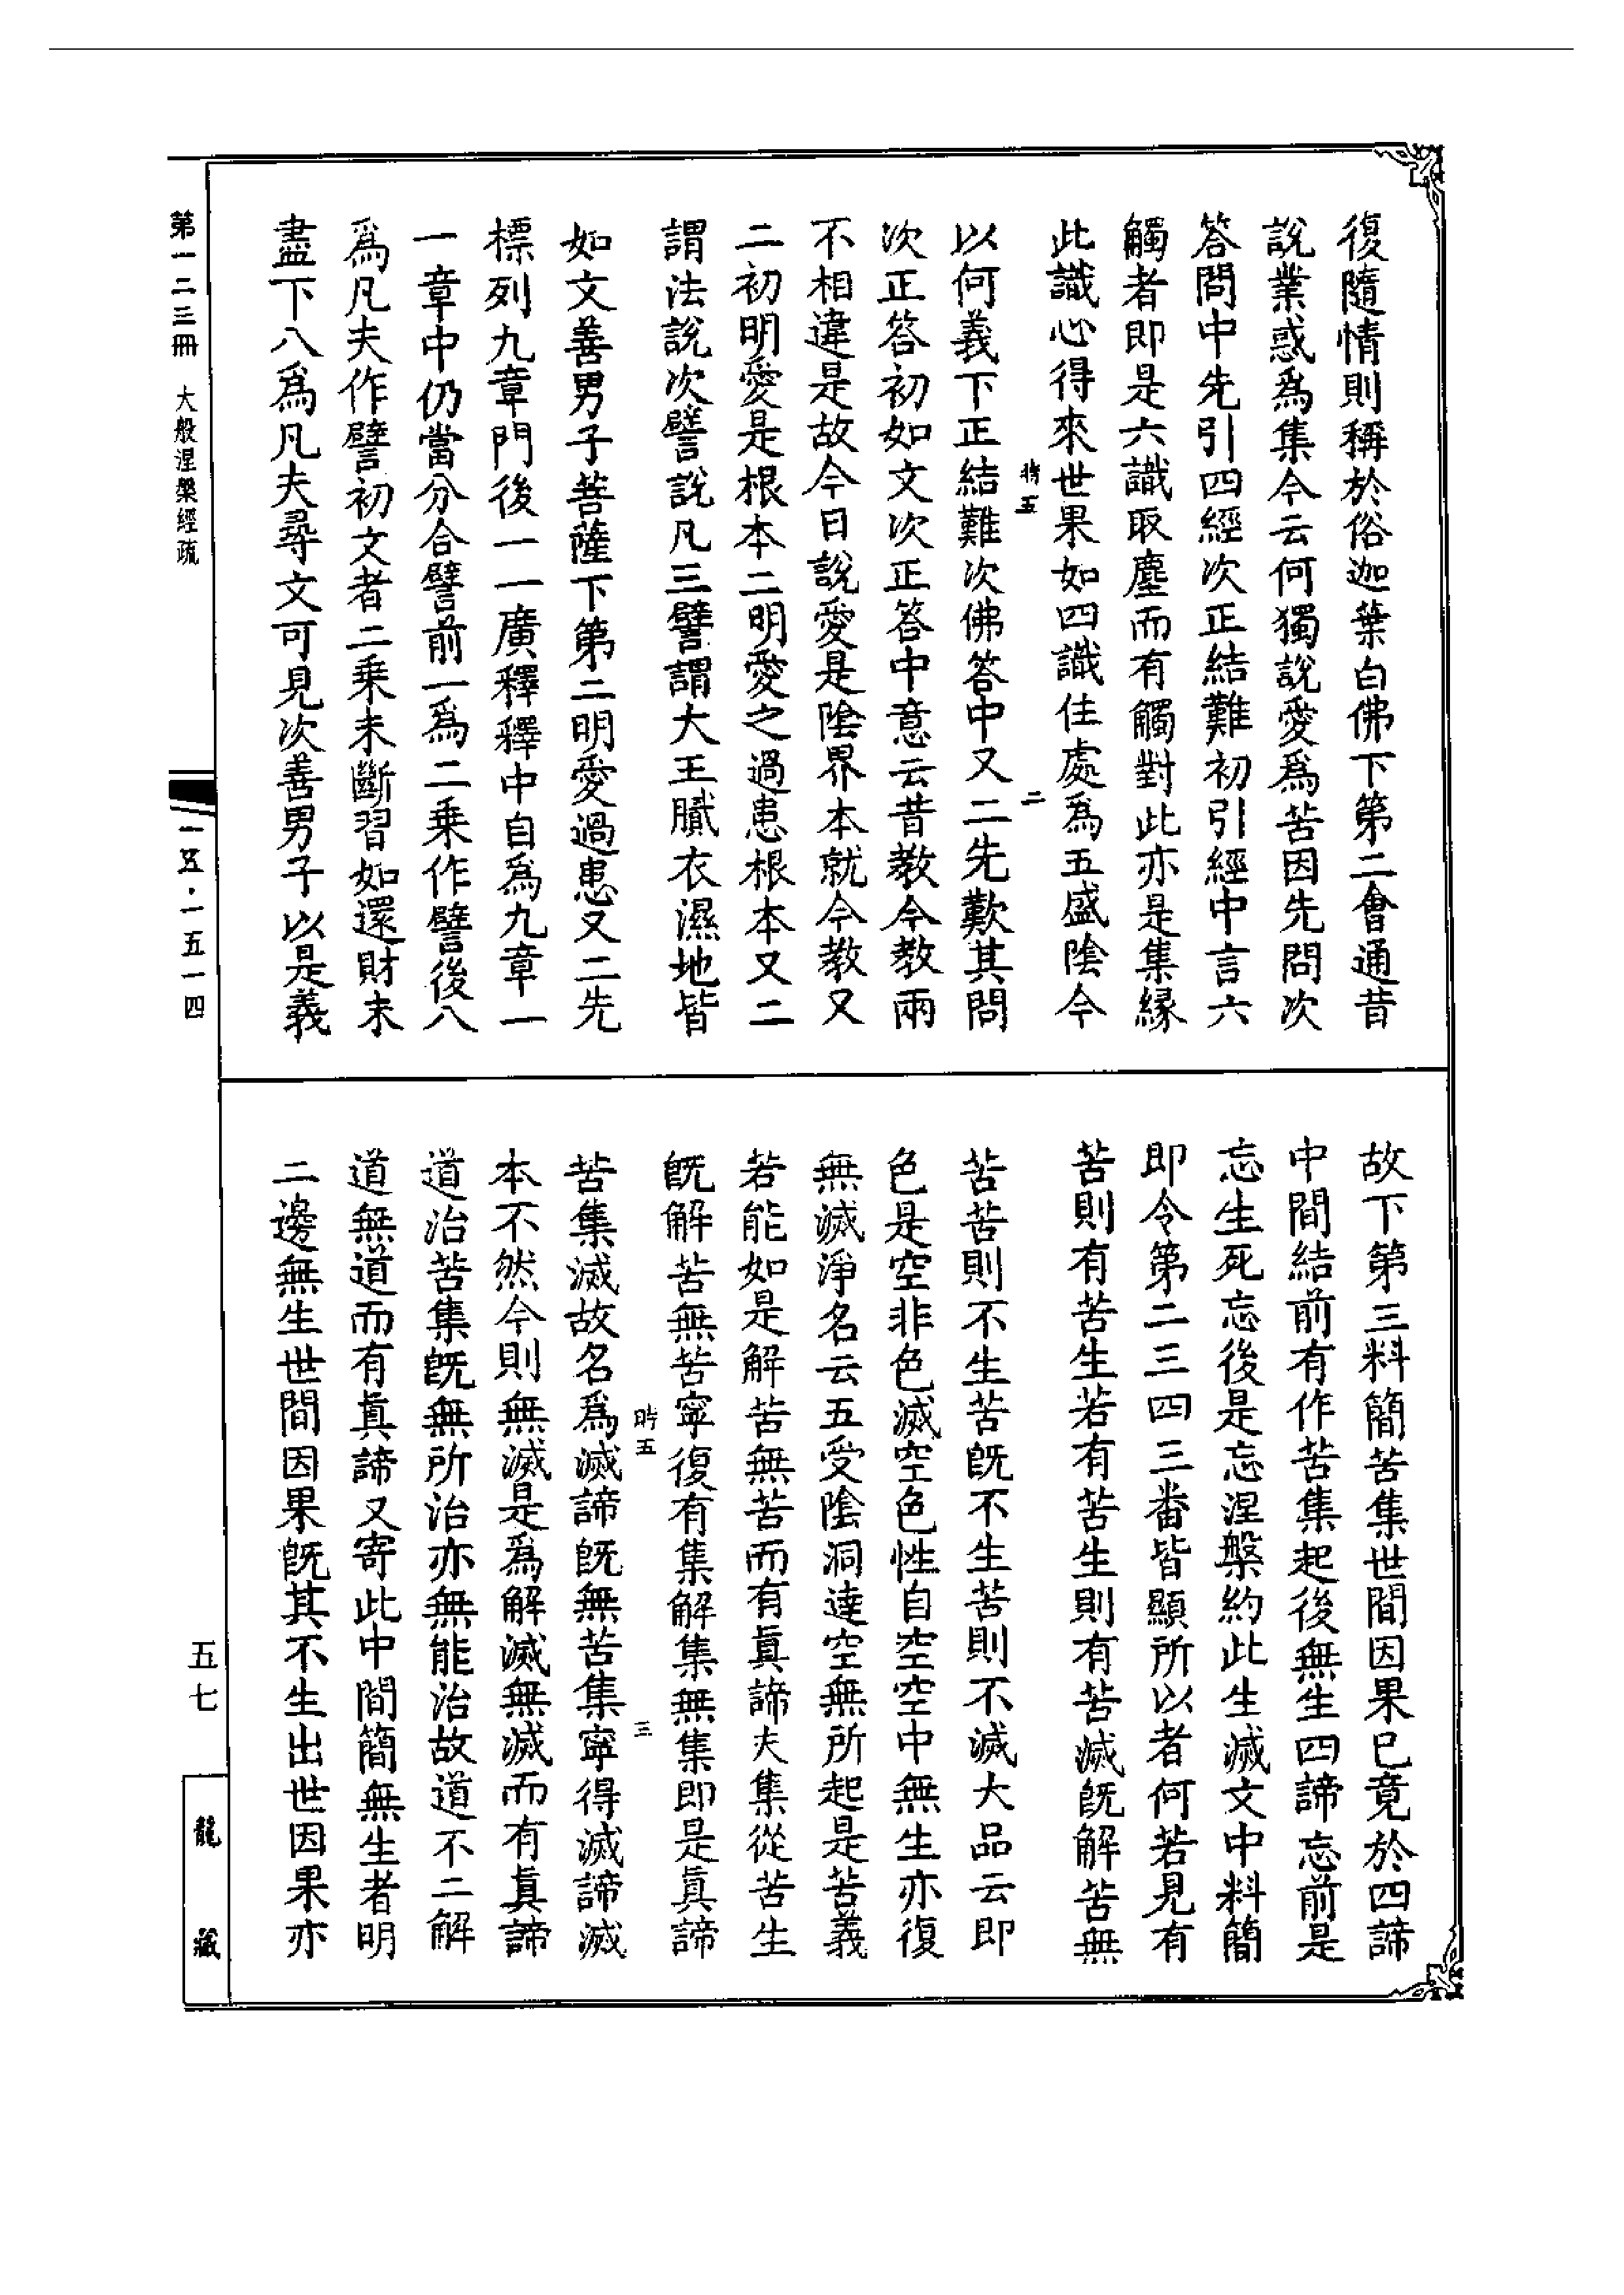 復隨情則稱於俗迦葉白佛下第二會通昔
說業惑爲集今云何獨說愛爲苦因先問次
答問中先引四經次正結難初引經中言六
觸者即是六識取塵而有觸對此亦是集緣
此識心得來世果如四識住處爲五盛陰今
時五 二
以何義下正結難次佛答中又二先歎其問
次正答初如文次正答中意云昔教今教兩
不相違是故今日說愛是陰界本就今教又
二初明愛是根本二明愛之過患根本又二
謂法說次譬說凡三譬謂大王膩衣濕地皆
如文善男子菩薩下第二明愛過患又二先
標列九章門後一一廣釋釋中自爲九章一
一章中仍當分合譬前一爲二乘作譬後八
爲凡夫作譬初文者二乘未斷習如還財未
盡下八爲凡夫尋文可見次善男子以是義
故下第三料簡苦集世間因果已竟於四諦
中間結前有作苦集起後無生四諦忘前是
忘生死忘後是忘涅槃約此生滅文中料簡
即令第二三四三番皆顯所以者何若見有
苦則有苦生若有苦生則有苦滅既解苦無
苦苦則不生苦既不生苦則不滅大品云即
色是空非色滅空色性自空空中無生亦復
無滅淨名云五受陰洞達空無所起是苦義
若能如是解苦無苦而有眞諦夫集從苦生
既解苦無苦寧復有集解集無集即是眞諦
時五 三
苦集滅故名爲滅諦既無苦集寧得滅諦滅
本不然今則無滅是爲解滅無滅而有眞諦
道治苦集既無所治亦無能治故道不二解
道無道而有眞諦又寄此中間簡無生者明
二邊無生世間因果既其不生出世因果亦
第一二三冊 大般涅槃經疏
一五·一五一四
五七
龍藏